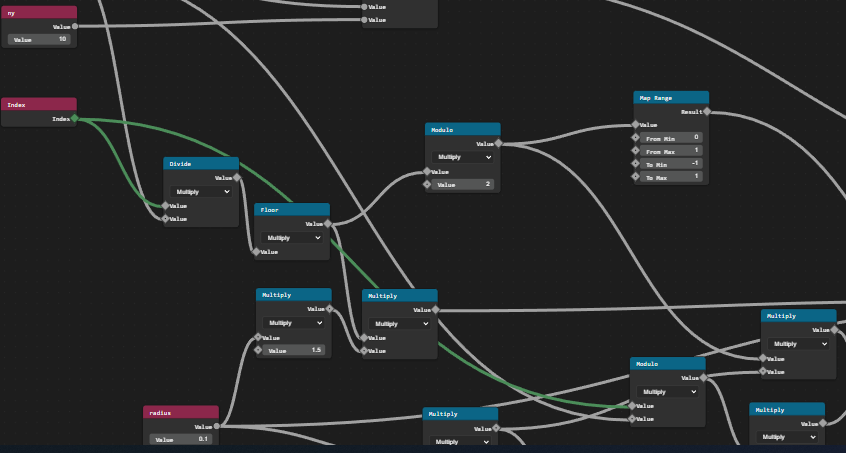 Value
Value
ny
Value
Value 10
Index
Index
Map Range
Result
Value
From Min 0
From Max 1
To Min -1
To Max 1
Modulo
Value
Multiply
Value
Value 2
Divide
Value
Multiply
Value
Value
Floor
Value
Multiply
Value
Multiply
Value
Multiply
Value
Value 1.5
Multiply
Value
Multiply
Value
Value
Multiply
Value
Multiply
Value
Value
Modulo
Value
Multiply
Value
Value
radius
Value
Value 0.1
Multiply
Value
Multiply
Multiply
Value
Multiply